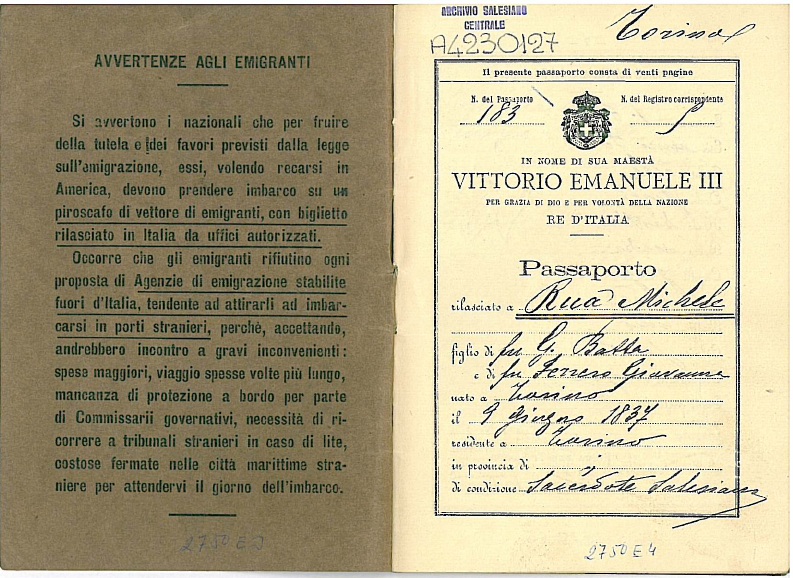 AVVERTENZE AGLI EMIGRANTI
Si avvertono i nazionali che per fruire
della tutela e dei favori previsti dalla legge
sull'emigrazione, essi, volendo recarsi in
America, devono prendere imbarco su un
piroscafo di vettore di emigranti, con biglietto
rilasciato in Italia da uffici autorizzati.
Occorre che gli emigranti rifiutino ogni
proposta di Agenzie di emigrazione stabilite
fuori d'Italia, tendente ad attirarli ad imbar-
carsi in porti stranieri, perchè, accettando,
andrebbero incontro a gravi inconvenienti:
spese maggiori, viaggio spesse volte più lungo,
mancanza di protezione a bordo per parte
di Commissarii governativi, necessità di ri-
correre a tribunali stranieri in caso di lite,
costose fermate nelle città marittime stra-
niere per attendervi il giorno dell'imbarco.
2750 E3
ARCHIVIO SALESIANO
CENTRALE
A4230127
Torino
Il presente passaporto consta di venti pagine
N. del Passaporto
183
N. del Registro corrispondente
5
IN NOME DI SUA MAESTÀ
VITTORIO EMANUELE III
PER GRAZIA DI DIO E PER VOLONTÀ DELLA NAZIONE
RE D'ITALIA
Passaporto
rilasciato a Rua Michele
figlio di fu G. Batta
e di fu Ferrero Giovanna
nato a Torino
il 9 giugno 1837
residente a Torino
in provincia di
di condizione Sacerdote Salesiano
2750 E4